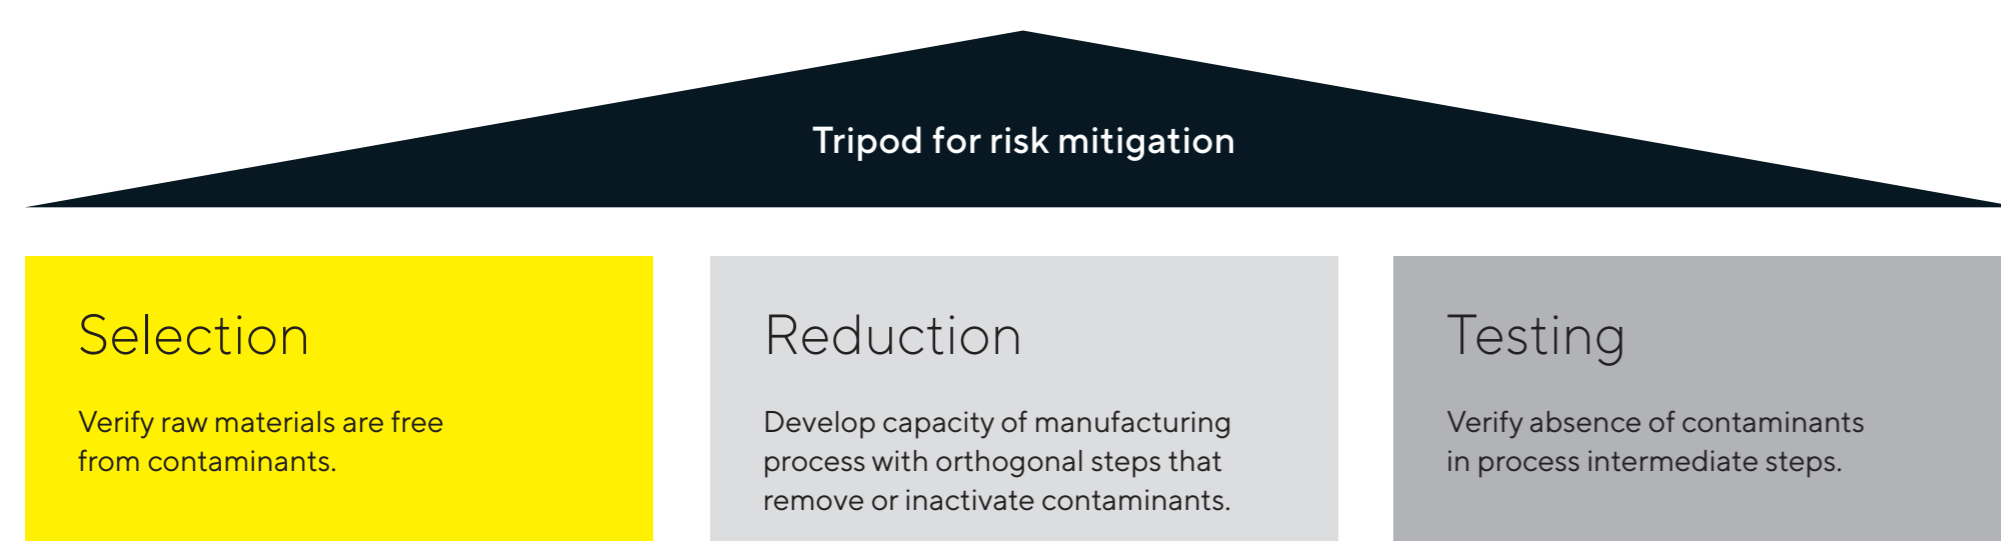 Tripod for risk mitigation
Selection
Verify raw materials are free
from contaminants.
Reduction
Develop capacity of manufacturing
process with orthogonal steps that
remove or inactivate contaminants.
Testing
Verify absence of contaminants
in process intermediate steps.